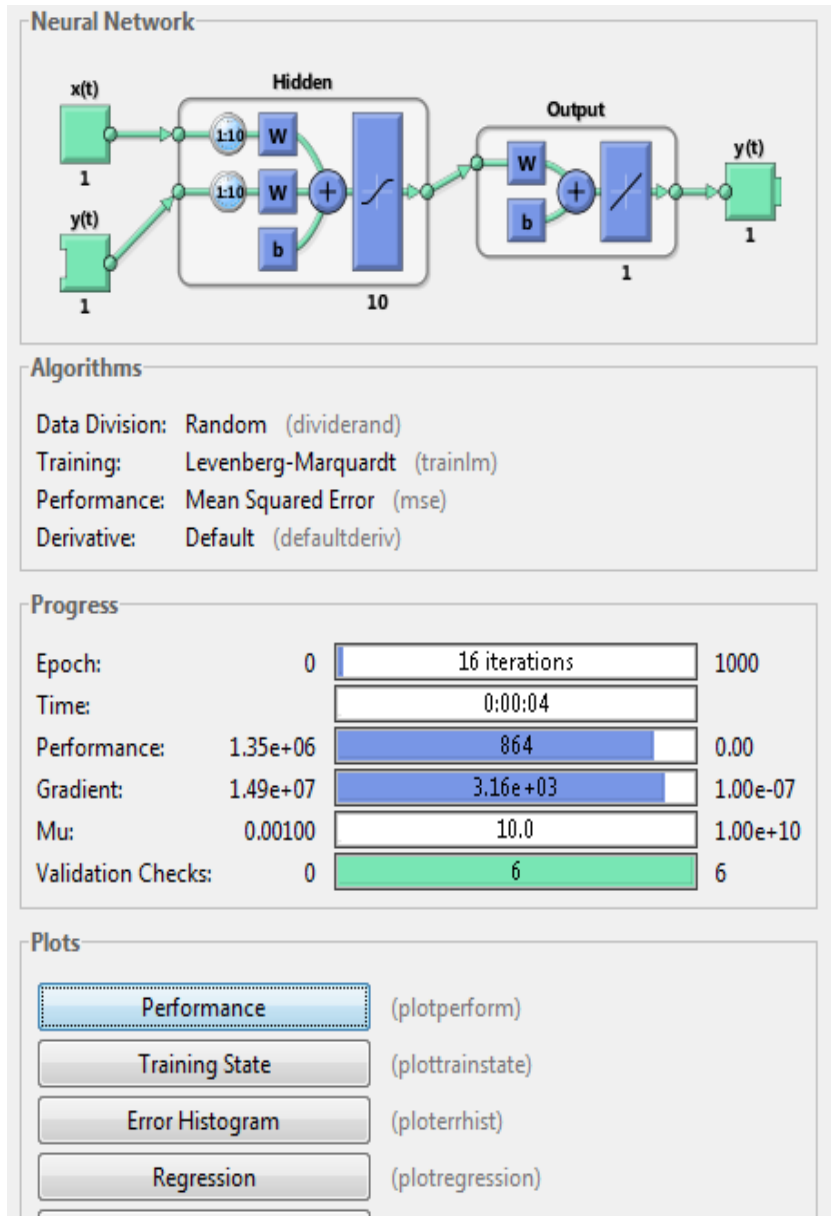 Neural Network
Hidden
x(t)
Output
1:10 W
y(t)
W
1
1:10 W +
+
y(t)
b
b
1
1
10
1
Algorithms
Data Division: Random (dividerand)
Training: Levenberg-Marquardt (trainlm)
Performance: Mean Squared Error (mse)
Derivative: Default (defaultderiv)
Progress
Epoch: 0 16 iterations 1000
Time: 0:00:04
Performance: 1.35e+06 864 0.00
Gradient: 1.49e+07 3.16e+03 1.00e-07
Mu: 0.00100 10.0 1.00e+10
Validation Checks: 0 6 6
Plots
Performance (plotperform)
Training State (plottrainstate)
Error Histogram (ploterrhist)
Regression (plotregression)